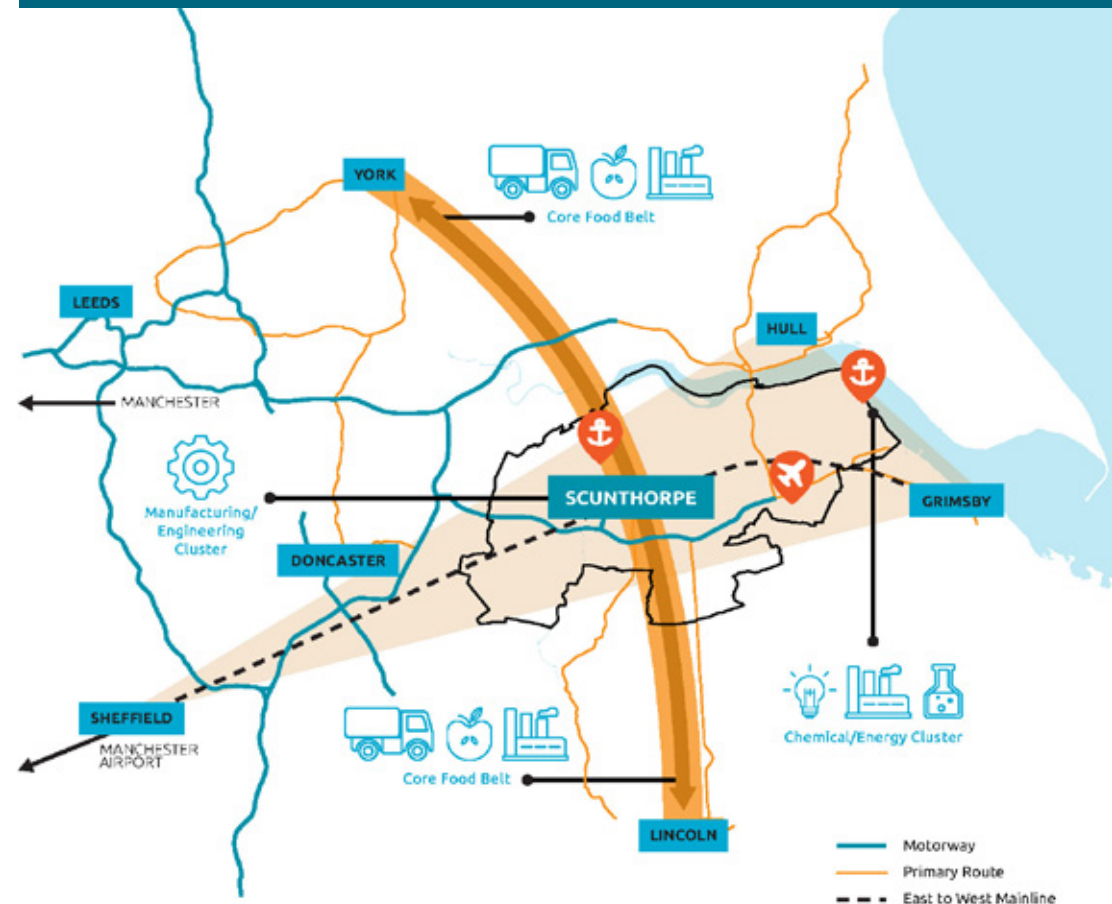 YORK
Core Food Belt
LEEDS
HULL
MANCHESTER
SCUNTHORPE
GRIMSBY
Manufacturing/
Engineering
Cluster
DONCASTER
SHEFFIELD
MANCHESTER
AIRPORT
Chemical/Energy Cluster
Core Food Belt
LINCOLN
Motorway
Primary Route
East to West Mainline